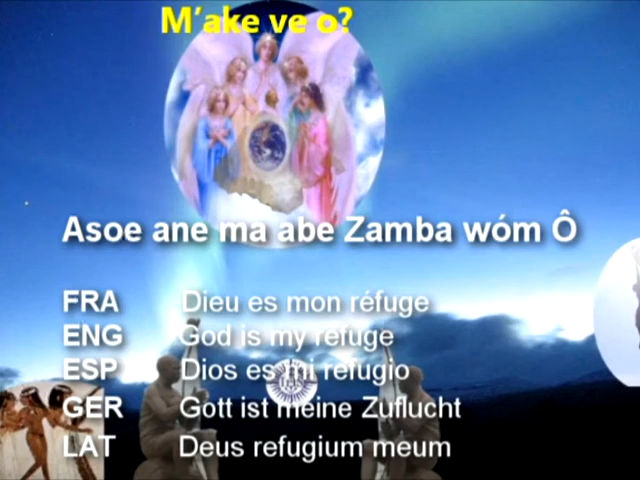 M'ake ve o?
Asoe ane ma abe Zamba wóm Ô
FRA Dieu es mon réfuge
ENG God is my refuge
ESP Dios es mi refugio
IHS
GER Gott ist meine Zuflucht
LAT Deus refugium meum